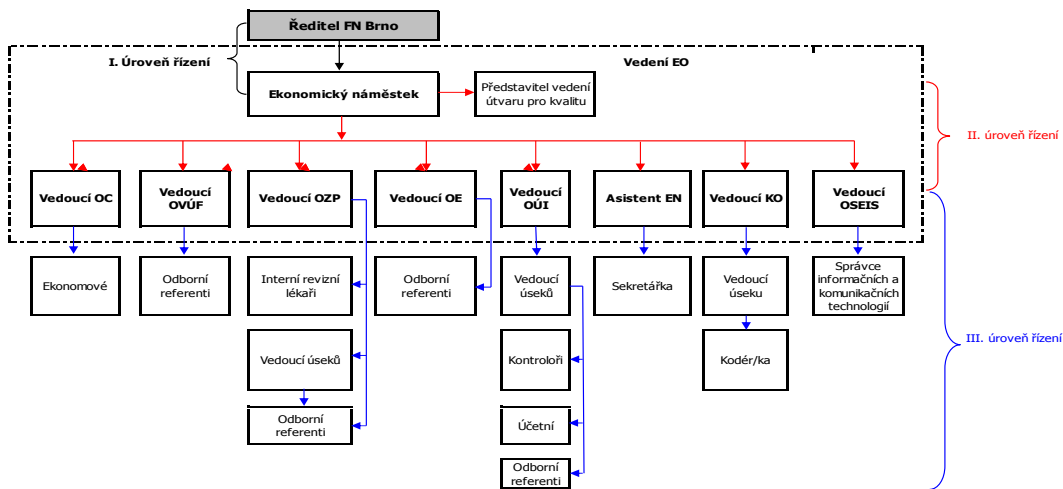 Ředitel FN Brno
I. Úroveň řízení
Vedení EO
Ekonomický náměstek
Představitel vedení
útvaru pro kvalitu
II. úroveň řízení
Vedoucí OC
Vedoucí
OVÚF
Vedoucí OZP
Vedoucí OE
Vedoucí
OÚI
Asistent EN
Vedoucí KO
Vedoucí
OSEIS
Ekonomové
Odborní
referenti
Interní revizní
lékaři
Odborní
referenti
Vedoucí
úseků
Sekretářka
Vedoucí
úseku
Správce
informačních a
komunikačních
technologií
III. úroveň řízení
Vedoucí úseků
Kontroloři
Kodér/ka
Odborní
referenti
Účetní
Odborní
referenti